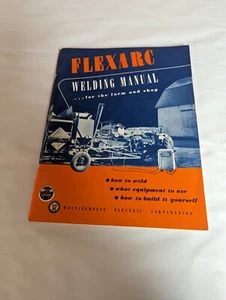 FLEXARC
WELDING MANUAL
...for the farm and shop
how to weld
what equipment to use
how to build it yourself
WESTINGHOUSE ELECTRIC CORPORATION